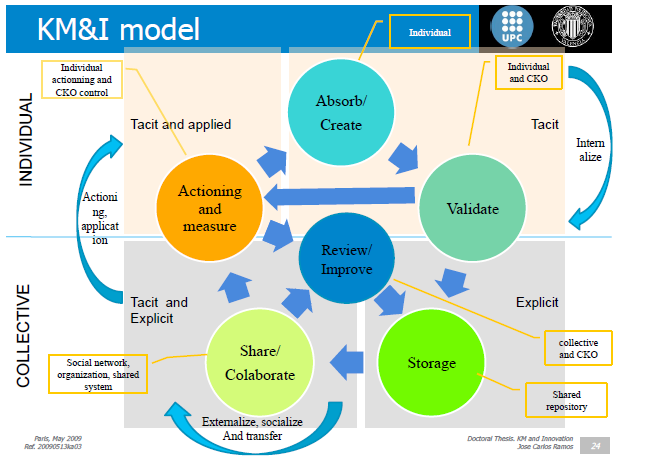 KM&I model
Individual
UPC
Individual
actionning and
CKO control
Individual
and CKO
INDIVIDUAL
Absorb/
Create
Tacit and applied
Tacit
Intern
alize
Actioning
and
measure
Validate
Actioni
ng,
applicat
ion
Review/
Improve
COLLECTIVE
Tacit and
Explicit
Explicit
Share/
Colaborate
Storage
collective
and CKO
Social network,
organization, shared
system
Shared
repository
Externalize, socialize
And transfer
Paris, May 2009
Ref. 20090513ka03
Doctoral Thesis. KM and Innovation
Jose Carlos Ramos
24